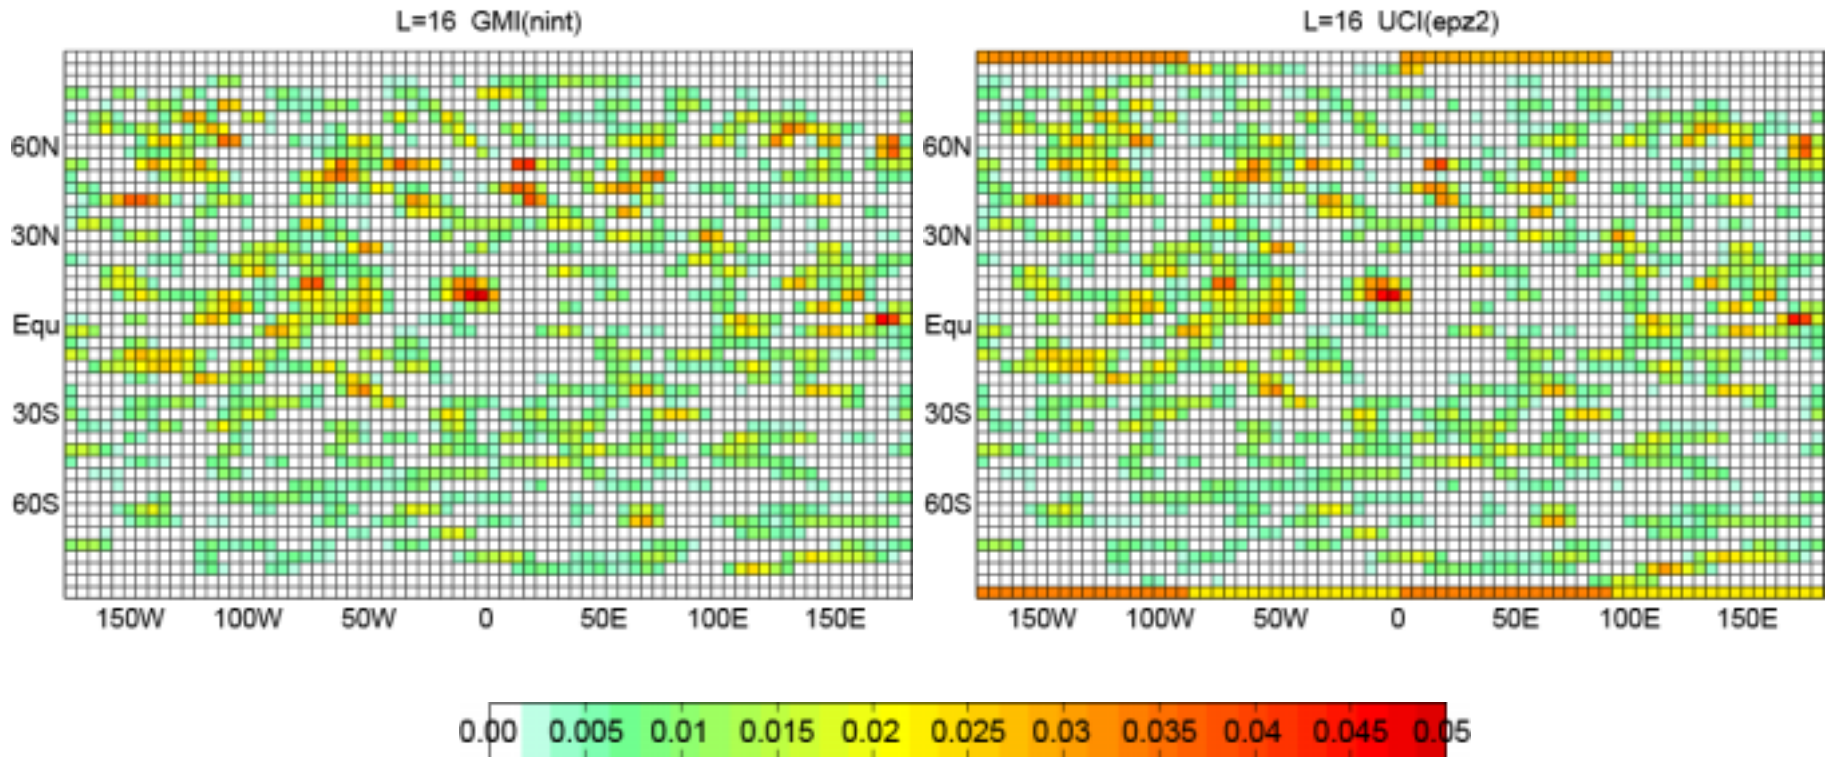 L=16 GMI(nint) L=16 UCI(epz2)
60N 60N
30N 30N
Equ Equ
30S 30S
60S 60S
150W 100W 50W 0 50E 100E 150E 150W 100W 50W 0 50E 100E 150E
0.00 0.005 0.01 0.015 0.02 0.025 0.03 0.035 0.04 0.045 0.05